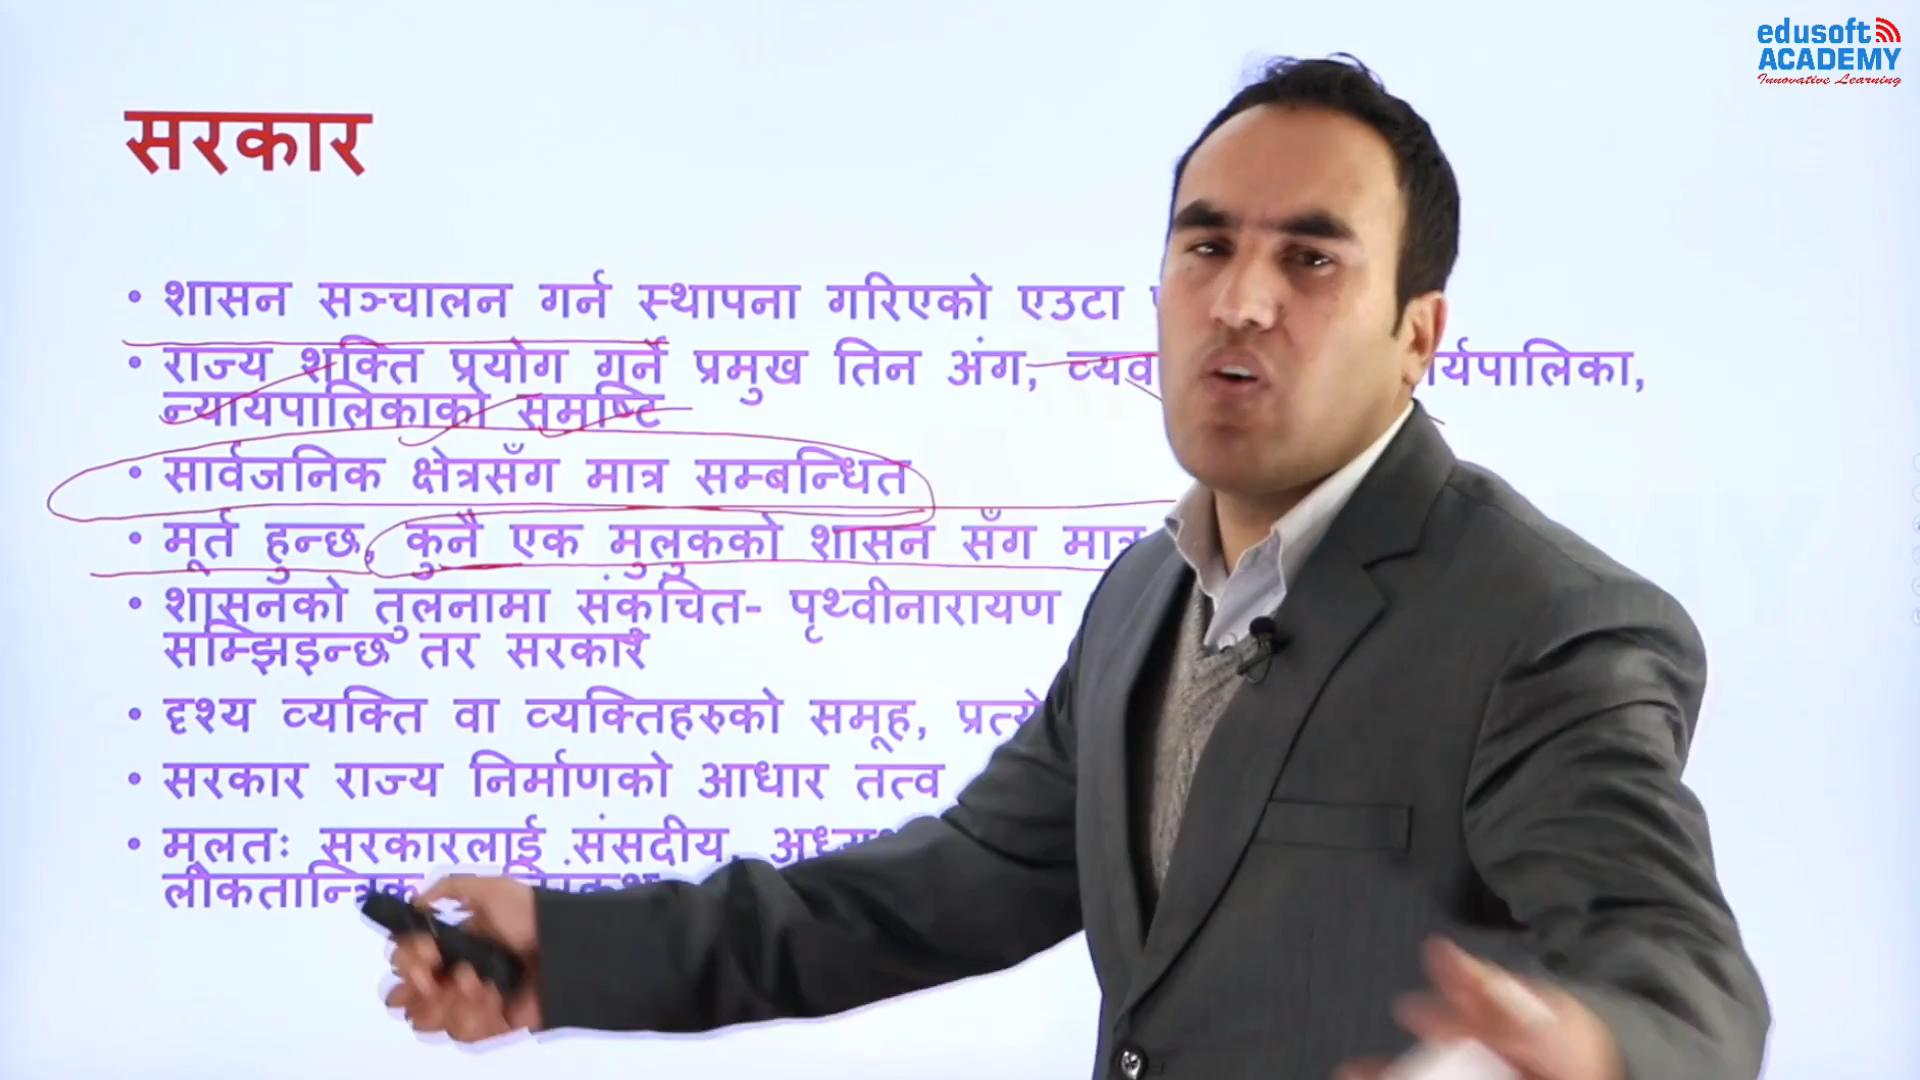 edusoft
ACADEMY
Innovative Learning
सरकार
• शासन सञ्चालन गर्न स्थापना गरिएको एउटा
• राज्य शक्ति प्रयोग गर्ने प्रमुख तिन अंग,
न्यायपालिकाको समष्टि
• सार्वजनिक क्षेत्रसँग मात्र सम्बन्धित
• मूर्त हुन्छ, कुनै एक मुलुकको शासन सँग मात्र
• शासनको तुलनामा संकुचित- पृथ्वीनारायण
सम्झिइन्छ तर सरकार
• दृश्य व्यक्ति वा व्यक्तिहरुको समूह,
• सरकार राज्य निर्माणको आधार तत्व
• मूलतः सरकारलाई संसदीय,
लोकतान्त्रिक